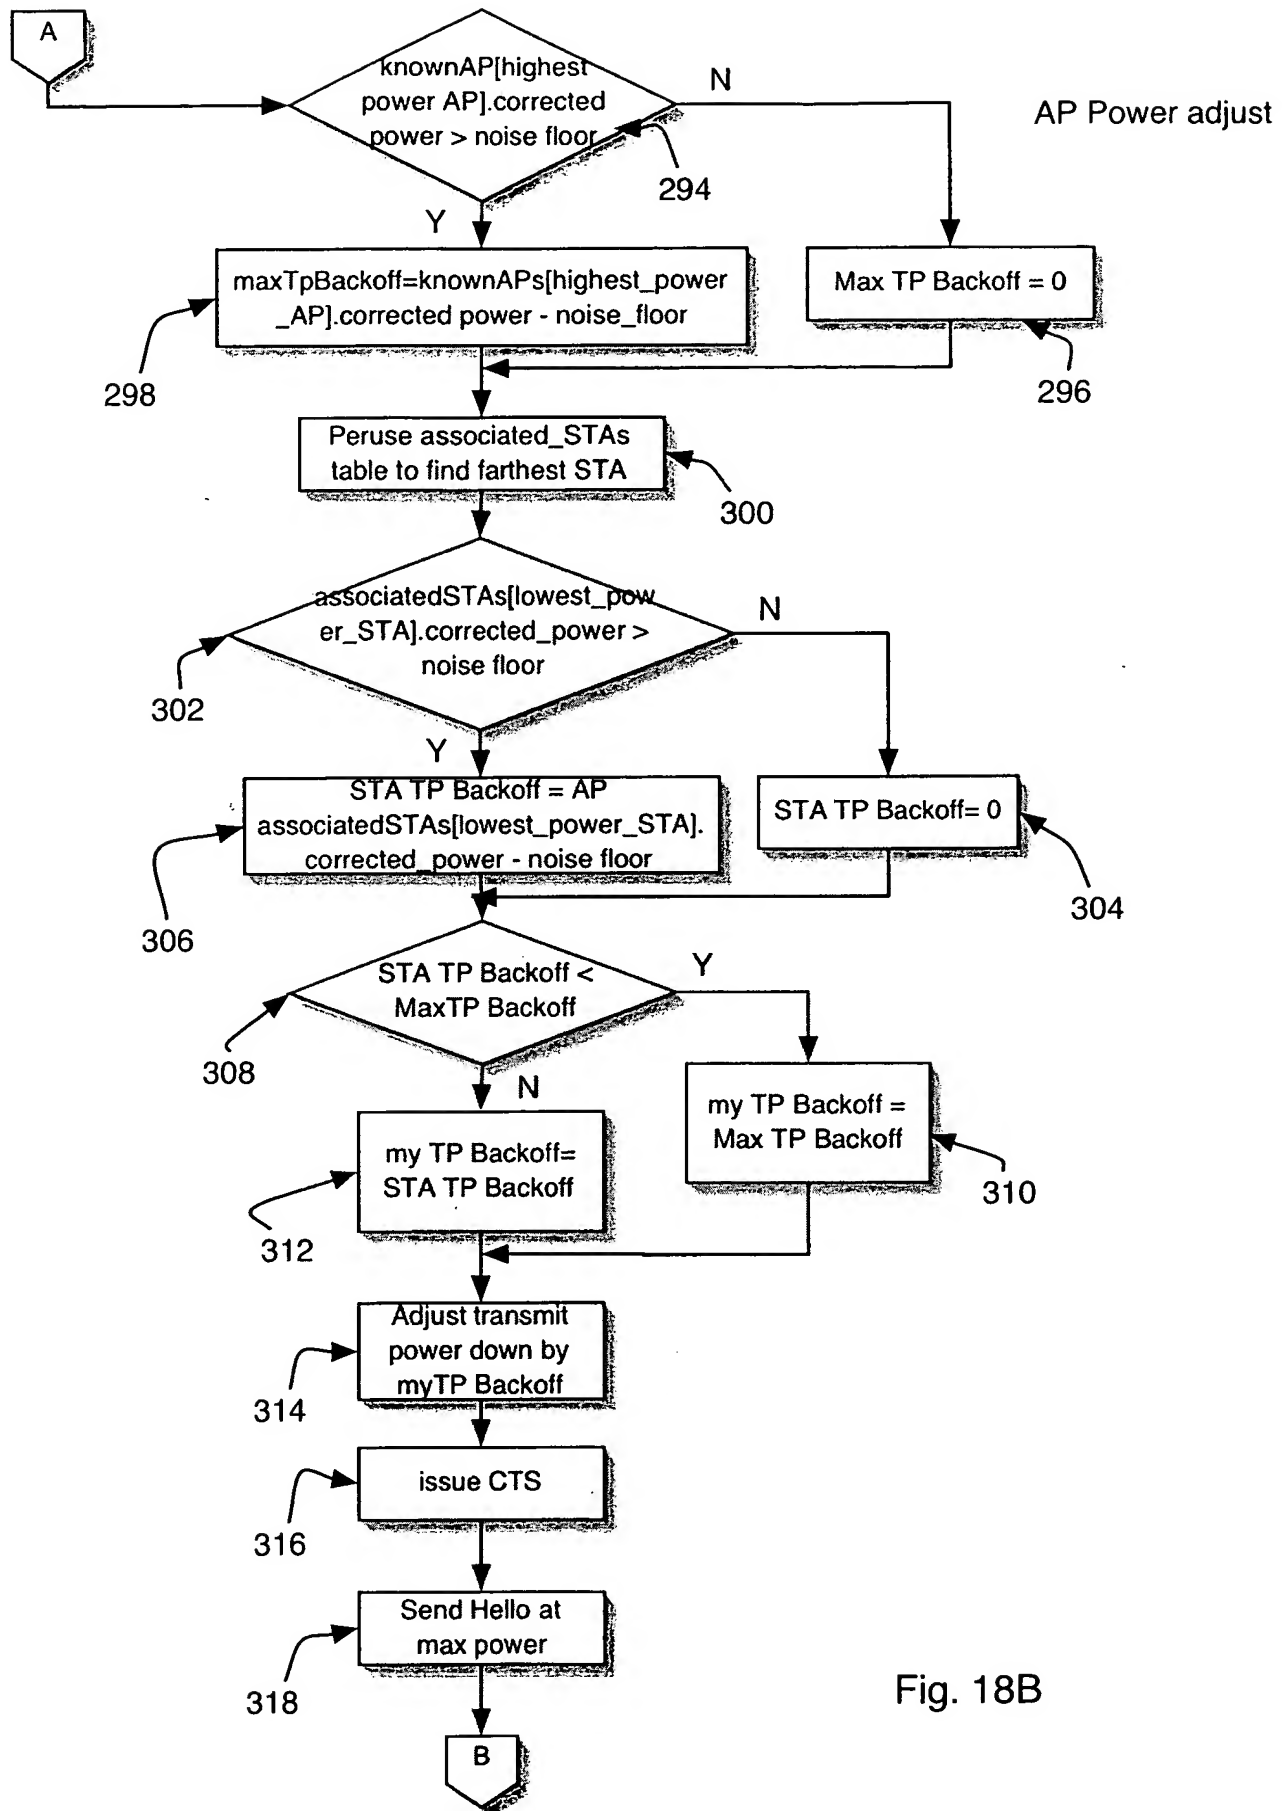 A
knownAP[highest
power AP].corrected
power > noise floor
N
AP Power adjust
294
Y
maxTpBackoff=knownAPs[highest_power
_AP].corrected power - noise_floor
Max TP Backoff = 0
298
296
Peruse associated_STAs
table to find farthest STA
300
associatedSTAs[lowest_pow
er_STA].corrected_power >
noise floor
N
302
Y
STA TP Backoff = AP
associatedSTAs[lowest_power_STA].
corrected_power - noise floor
STA TP Backoff= 0
306
304
STA TP Backoff <
MaxTP Backoff
Y
308
N
my TP Backoff =
Max TP Backoff
my TP Backoff=
STA TP Backoff
310
312
Adjust transmit
power down by
myTP Backoff
314
issue CTS
316
Send Hello at
max power
318
Fig. 18B
B